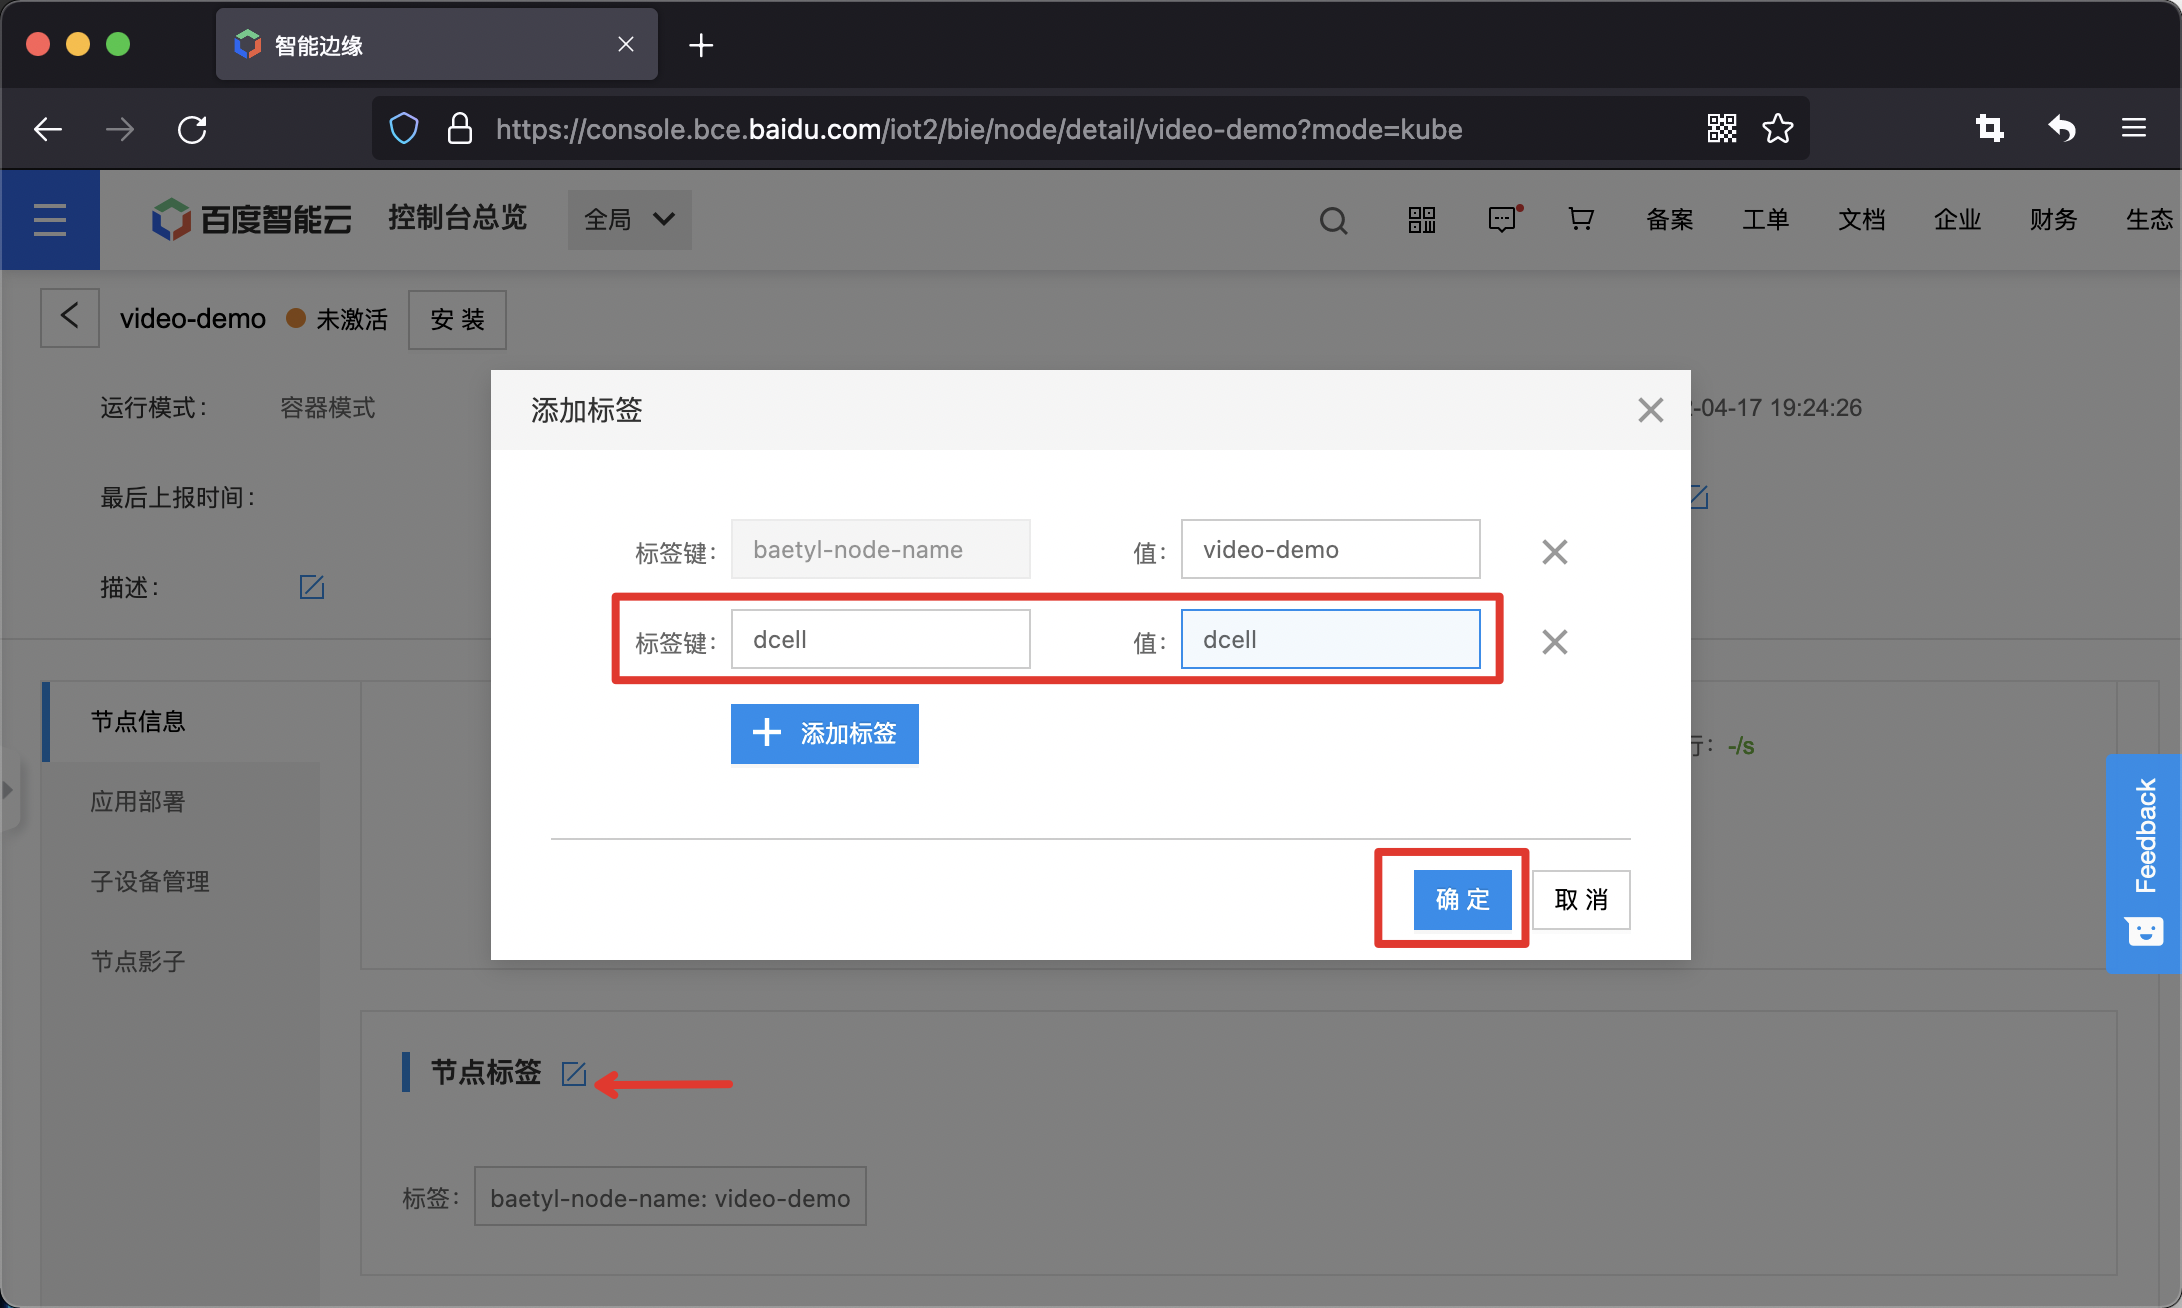 智能边缘
https://console.bce.baidu.com/iot2/bie/node/detail/video-demo?mode=kube
百度智能云 控制台总览 全局 备案 工单 文档 企业 财务 生态
video-demo 未激活 安装
运行模式： 容器模式
-04-17 19:24:26
最后上报时间：
描述：
添加标签
标签键： baetyl-node-name 值： video-demo
标签键： dcell 值： dcell
添加标签
确定 取消
节点信息
应用部署
子设备管理
节点影子
行： -/s
Feedback
节点标签
标签： baetyl-node-name: video-demo